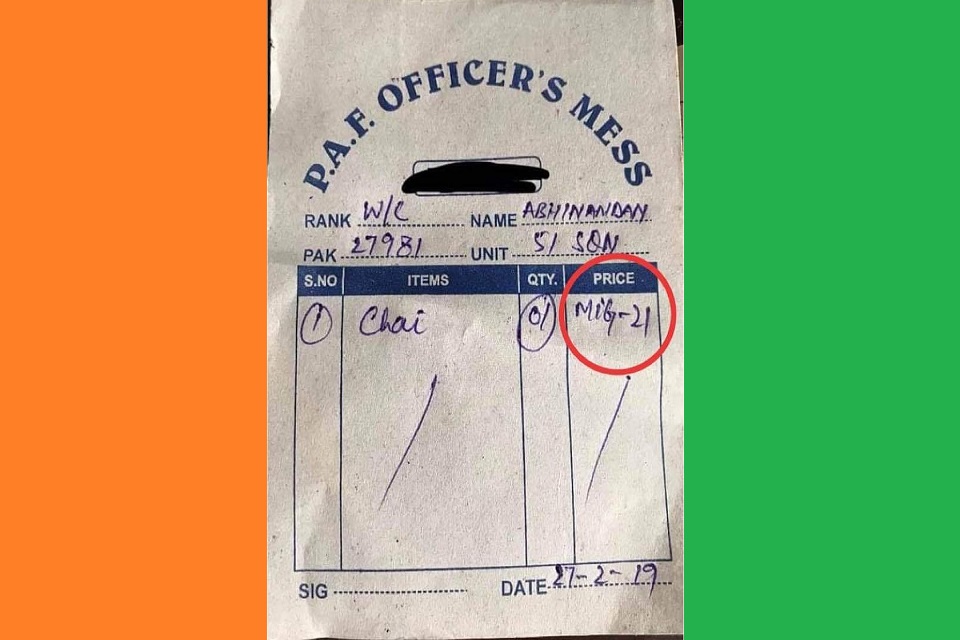 P.A.F. OFFICER'S MESS
RANK W/C NAME ABHINANDAN
PAK 27981 UNIT 51 SQN
S.NO ITEMS QTY. PRICE
1 Chai 01 MiG-21
SIG DATE 27-2-19